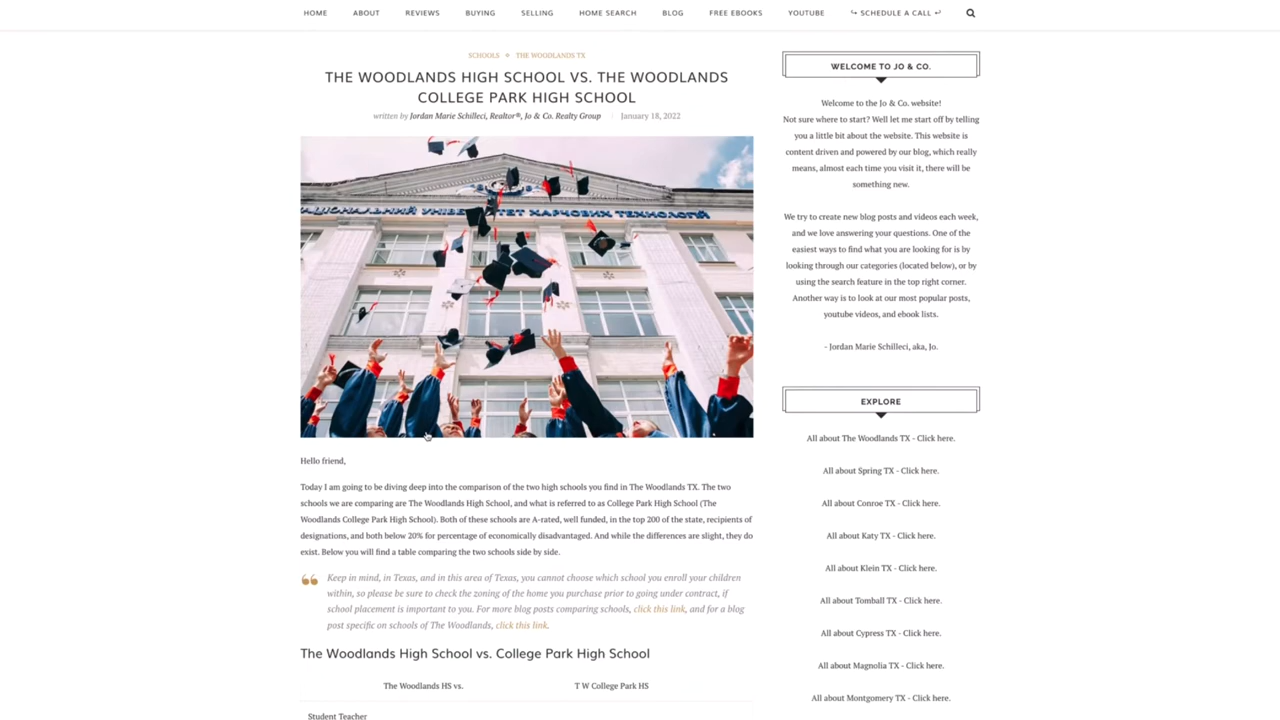 HOME ABOUT REVIEWS BUYING SELLING HOME SEARCH BLOG FREE EBOOKS YOUTUBE ↪ SCHEDULE A CALL ↩
SCHOOLS THE WOODLANDS TX
THE WOODLANDS HIGH SCHOOL VS. THE WOODLANDS
COLLEGE PARK HIGH SCHOOL
written by Jordan Marie Schilleci, Realtor®, Jo & Co. Realty Group January 18, 2022
УНІВЕРСИТЕТ ХАРЧОВИХ ТЕХНОЛОГІЙ
Hello friend,
Today I am going to be diving deep into the comparison of the two high schools you find in The Woodlands TX. The two
schools we are comparing are The Woodlands High School, and what is referred to as College Park High School (The
Woodlands College Park High School). Both of these schools are A-rated, well funded, in the top 200 of the state, recipients of
designations, and both below 20% for percentage of economically disadvantaged. And while the differences are slight, they do
exist. Below you will find a table comparing the two schools side by side.
Keep in mind, in Texas, and in this area of Texas, you cannot choose which school you enroll your children
within, so please be sure to check the zoning of the home you purchase prior to going under contract, if
school placement is important to you. For more blog posts comparing schools, click this link, and for a blog
post specific on schools of The Woodlands, click this link.
The Woodlands High School vs. College Park High School
The Woodlands HS vs. T W College Park HS
Student Teacher
WELCOME TO JO & CO.
Welcome to the Jo & Co. website!
Not sure where to start? Well let me start off by telling
you a little bit about the website. This website is
content driven and powered by our blog, which really
means, almost each time you visit it, there will be
something new.
We try to create new blog posts and videos each week,
and we love answering your questions. One of the
easiest ways to find what you are looking for is by
looking through our categories (located below), or by
using the search feature in the top right corner.
Another way is to look at our most popular posts,
youtube videos, and ebook lists.
- Jordan Marie Schilleci, aka, Jo.
EXPLORE
All about The Woodlands TX - Click here.
All about Spring TX - Click here.
All about Conroe TX - Click here.
All about Katy TX - Click here.
All about Klein TX - Click here.
All about Tomball TX - Click here.
All about Cypress TX - Click here.
All about Magnolia TX - Click here.
All about Montgomery TX - Click here.